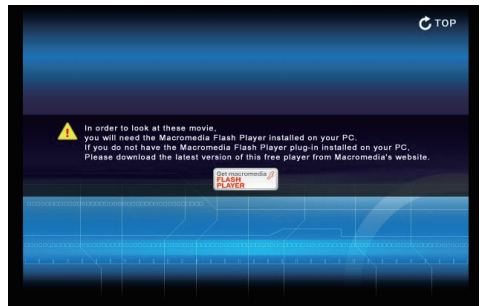 TOP
In order to look at these movie,
you will need the Macromedia Flash Player installed on your PC.
If you do not have the Macromedia Flash Player plug-in installed on your PC,
Please download the latest version of this free player from Macromedia's website.
Get macromedia
FLASH
PLAYER